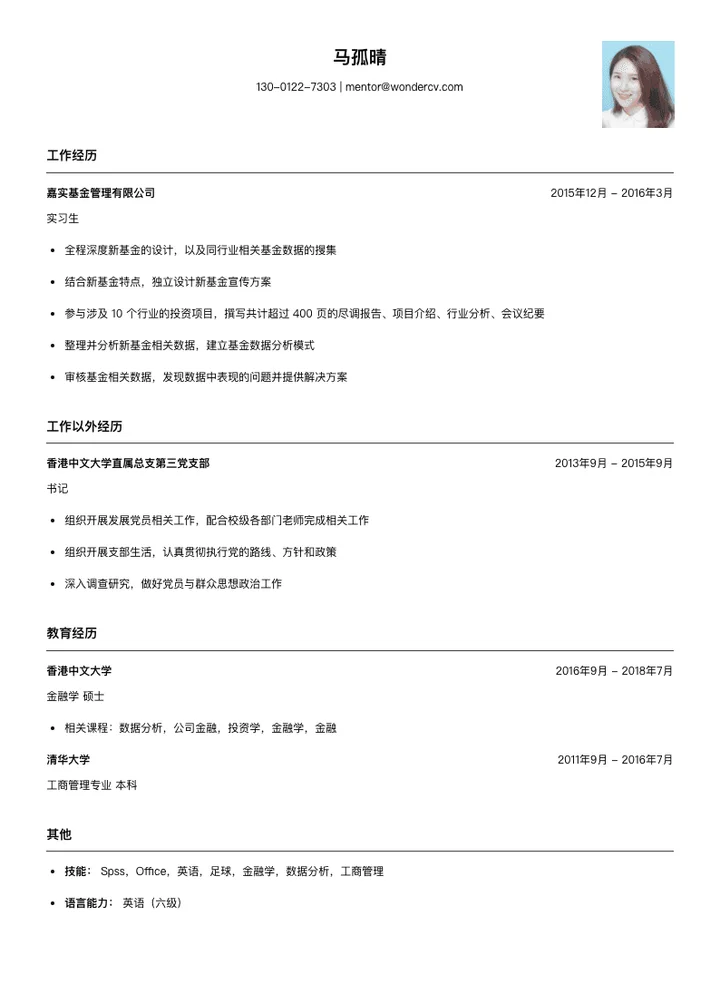 马孤晴
130-0122-7303 | mentor@wondercv.com
工作经历
嘉实基金管理有限公司 2015年12月 – 2016年3月
实习生
• 全程深度新基金的设计，以及同行业相关基金数据的搜集
• 结合新基金特点，独立设计新基金宣传方案
• 参与涉及 10 个行业的投资项目，撰写共计超过 400 页的尽调报告、项目介绍、行业分析、会议纪要
• 整理并分析新基金相关数据，建立基金数据分析模式
• 审核基金相关数据，发现数据中表现的问题并提供解决方案
工作以外经历
香港中文大学直属总支第三党支部 2013年9月 – 2015年9月
书记
• 组织开展发展党员相关工作，配合校级各部门老师完成相关工作
• 组织开展支部生活，认真贯彻执行党的路线、方针和政策
• 深入调查研究，做好党员与群众思想政治工作
教育经历
香港中文大学 2016年9月 – 2018年7月
金融学 硕士
• 相关课程：数据分析，公司金融，投资学，金融学，金融
清华大学 2011年9月 – 2016年7月
工商管理专业 本科
其他
• 技能： Spss，Office，英语，足球，金融学，数据分析，工商管理
• 语言能力： 英语（六级）